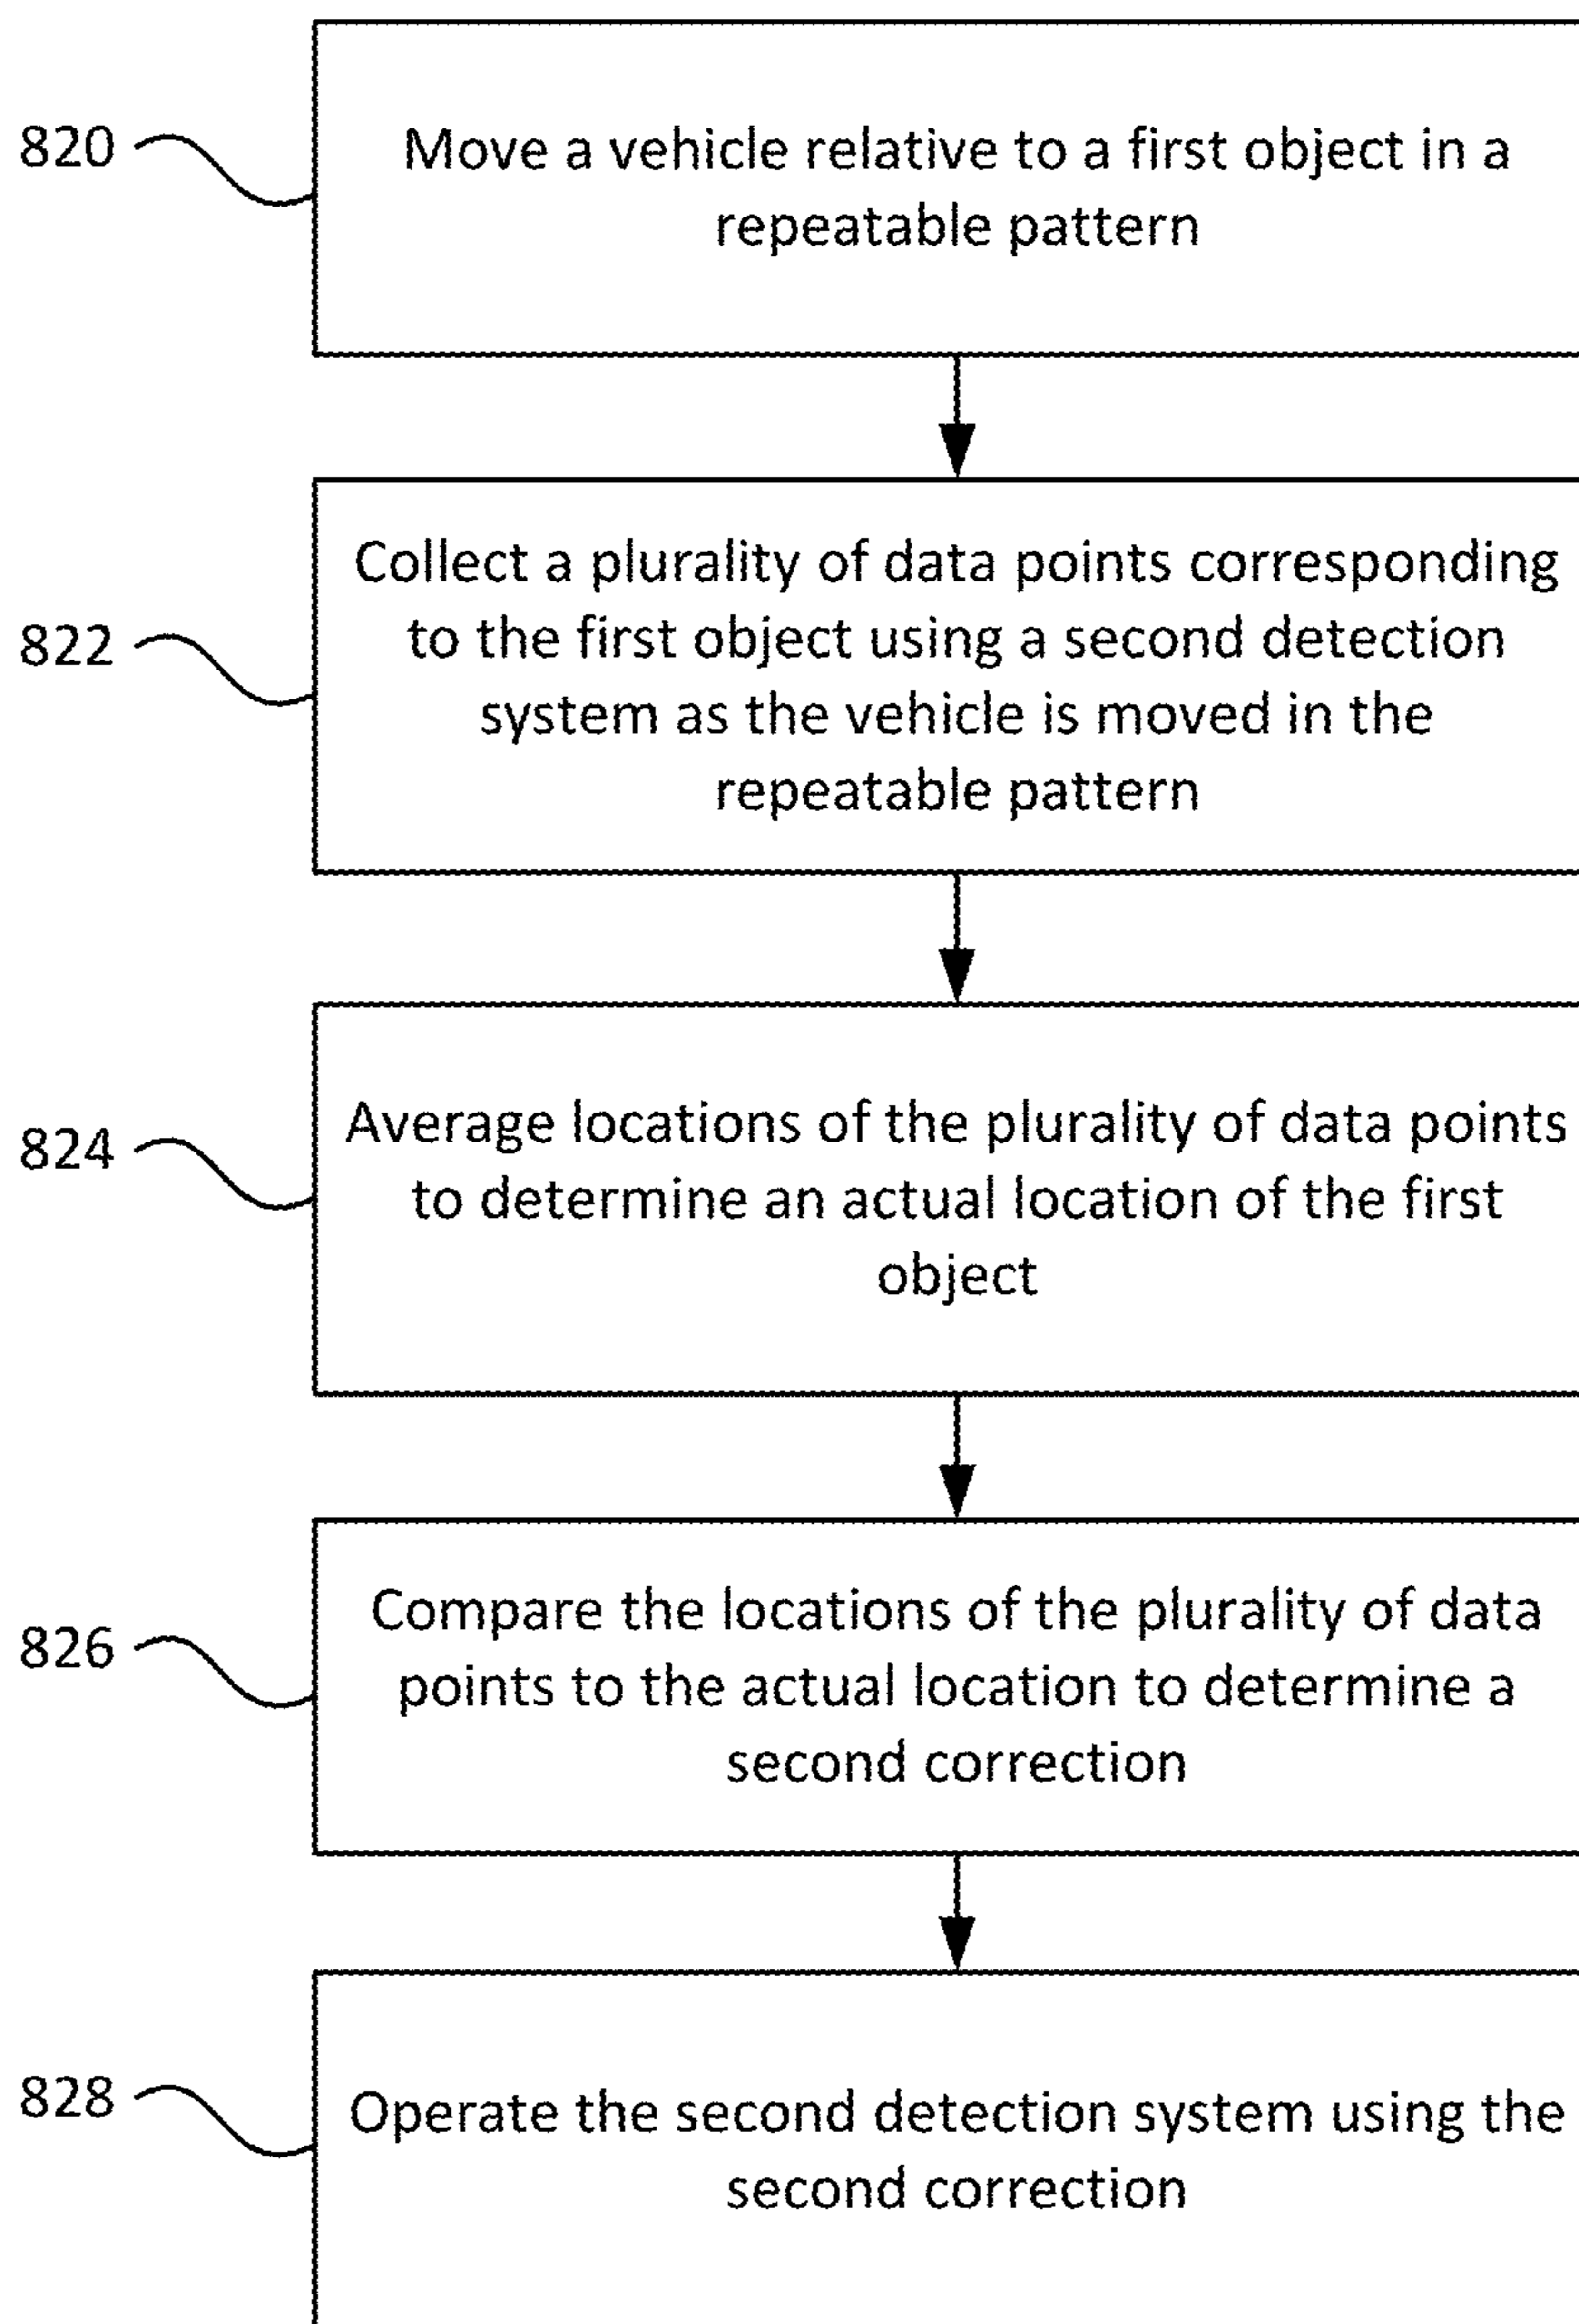 820
Move a vehicle relative to a first object in a
repeatable pattern
822
Collect a plurality of data points corresponding
to the first object using a second detection
system as the vehicle is moved in the
repeatable pattern
824
Average locations of the plurality of data points
to determine an actual location of the first
object
826
Compare the locations of the plurality of data
points to the actual location to determine a
second correction
828
Operate the second detection system using the
second correction